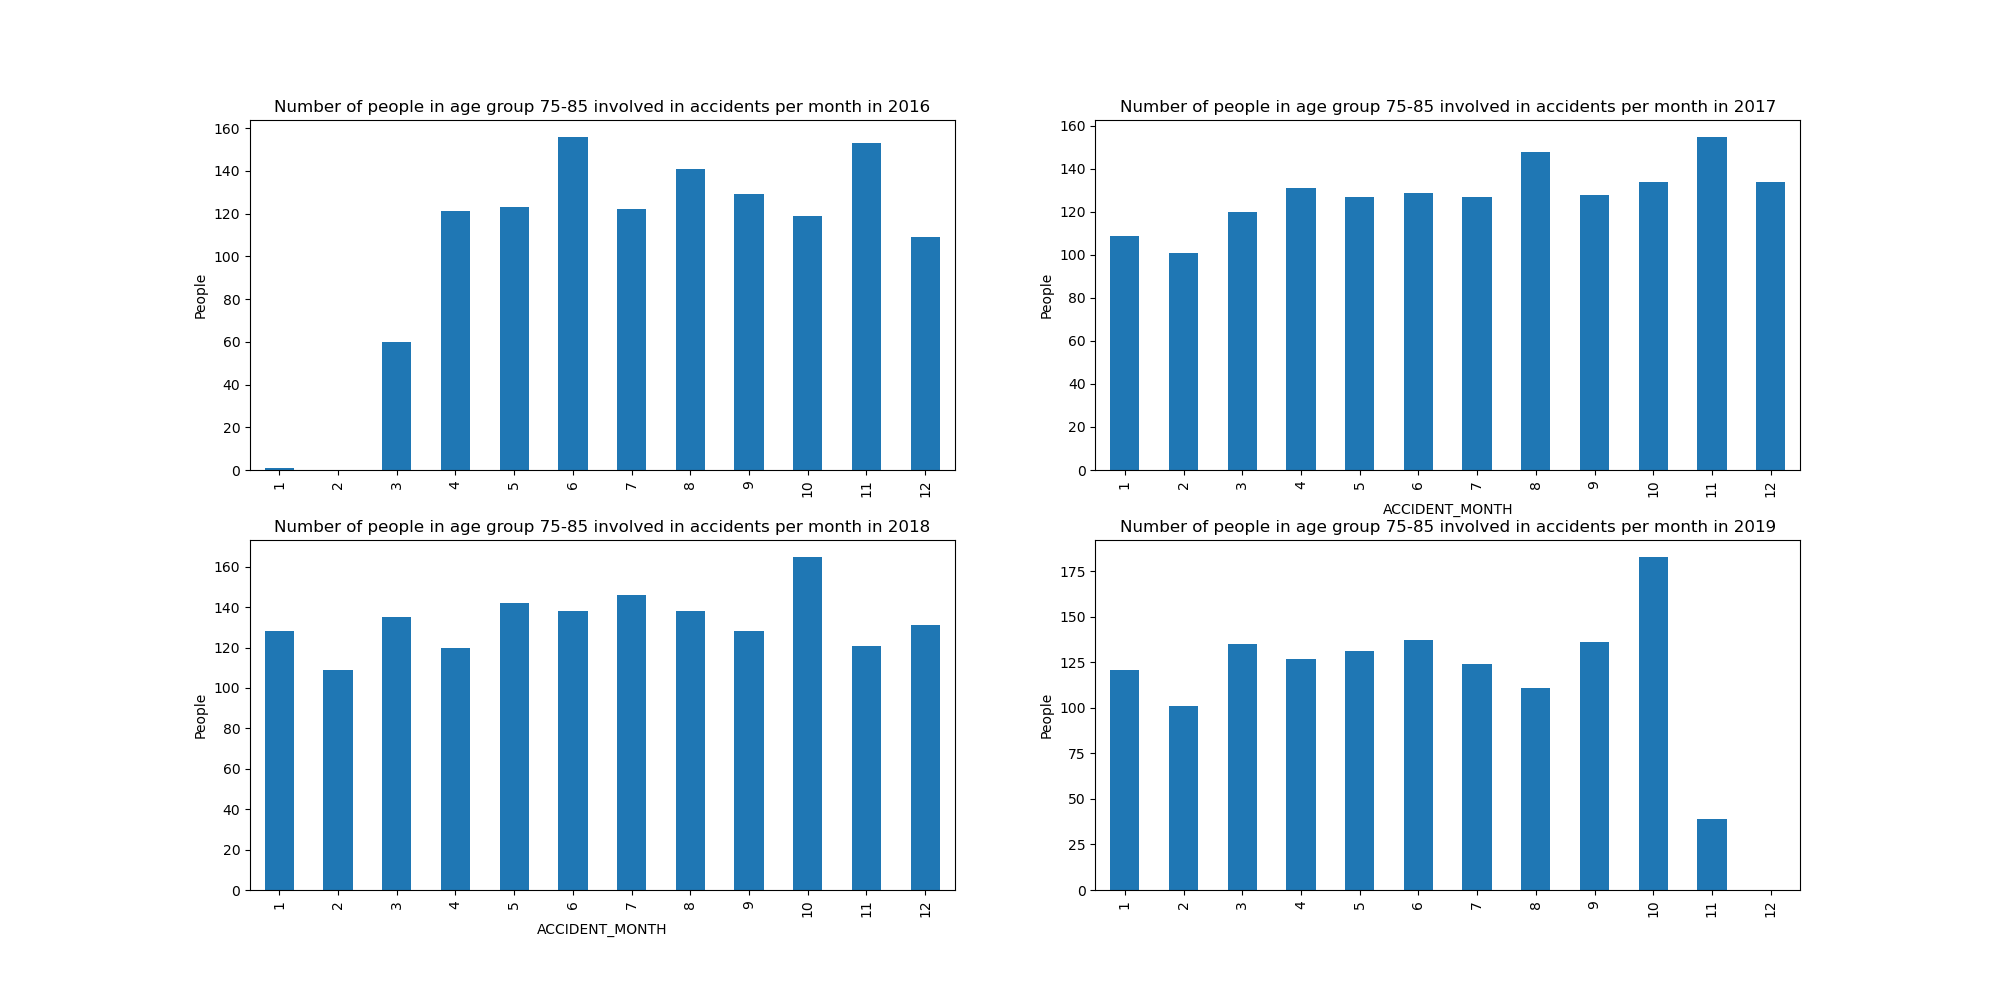 Number of people in age group 75-85 involved in accidents per month in 2016
160
140
120
100
80
60
40
20
0
People
1 2 3 4 5 6 7 8 9 10 11 12
Number of people in age group 75-85 involved in accidents per month in 2017
160
140
120
100
80
60
40
20
0
People
1 2 3 4 5 6 7 8 9 10 11 12
ACCIDENT_MONTH
Number of people in age group 75-85 involved in accidents per month in 2018
160
140
120
100
80
60
40
20
0
People
1 2 3 4 5 6 7 8 9 10 11 12
ACCIDENT_MONTH
Number of people in age group 75-85 involved in accidents per month in 2019
175
150
125
100
75
50
25
0
People
1 2 3 4 5 6 7 8 9 10 11 12